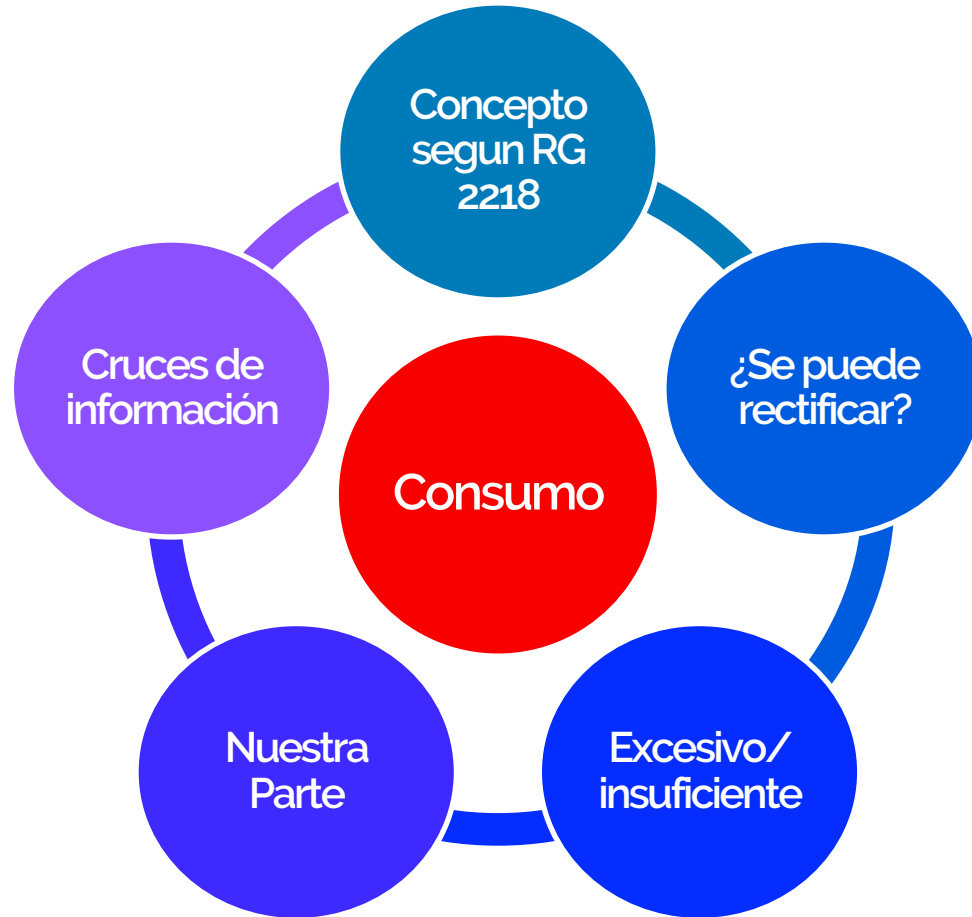 Concepto
segun RG
2218
¿Se puede
rectificar?
Excesivo/
insuficiente
Nuestra
Parte
Cruces de
información
Consumo